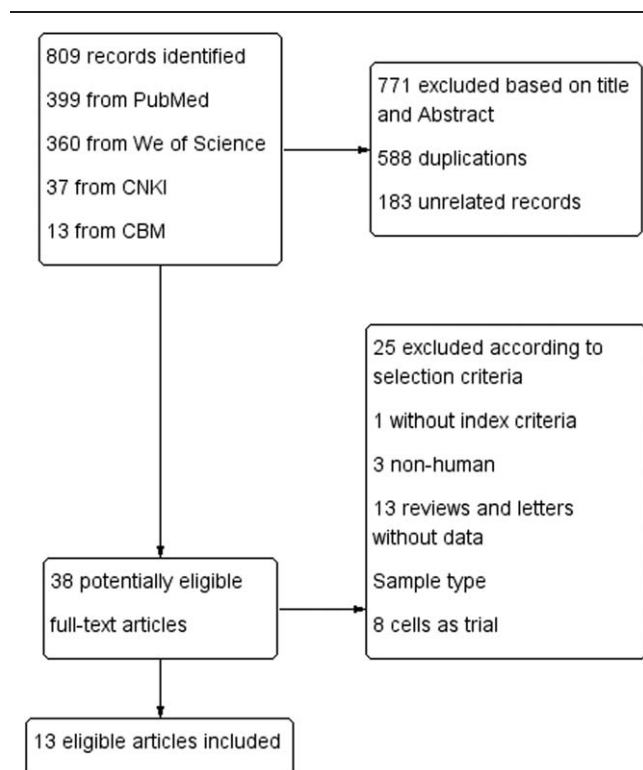 809 records identified
399 from PubMed
360 from We of Science
37 from CNKI
13 from CBM
771 excluded based on title
and Abstract
588 duplications
183 unrelated records
25 excluded according to
selection criteria
1 without index criteria
3 non-human
13 reviews and letters
without data
Sample type
8 cells as trial
38 potentially eligible
full-text articles
13 eligible articles included